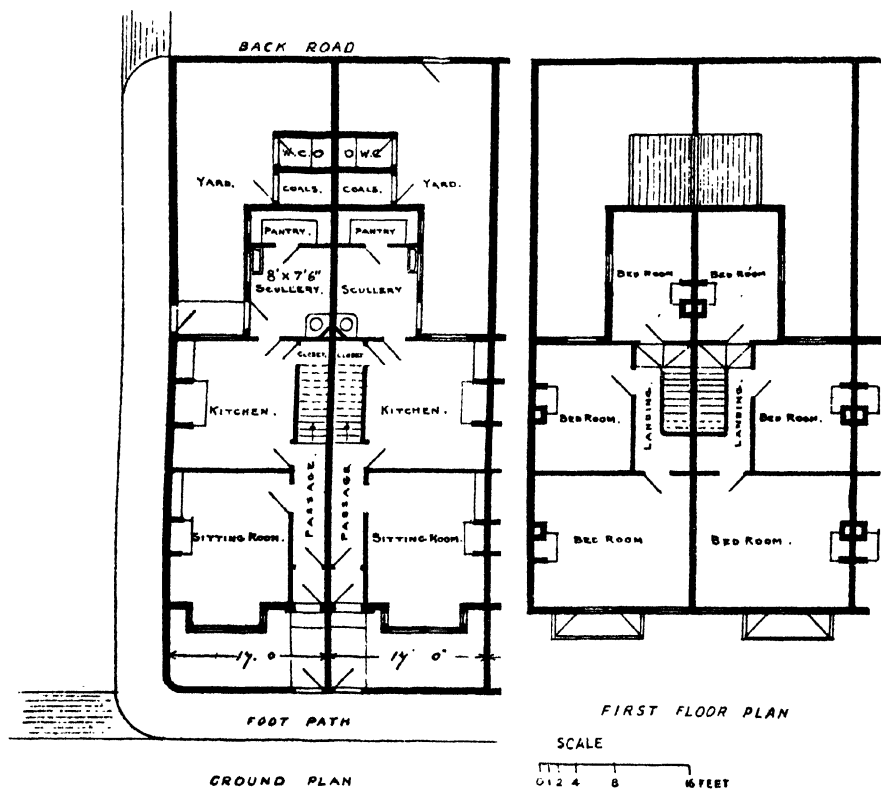 BACK ROAD
W.C.O O W.C
COALS. COALS.
YARD. YARD.
PANTRY. PANTRY
8' x 7'6"
SCULLERY. SCULLERY
CLOSET. CLOSET
KITCHEN. KITCHEN.
PASSAGE. PASSAGE
SITTING ROOM. SITTING ROOM.
17. 0 17' 0"
FOOT PATH
GROUND PLAN
BED ROOM BED ROOM
LANDING. LANDING.
BED ROOM. BED ROOM.
BED ROOM BED ROOM.
FIRST FLOOR PLAN
SCALE
0 1 2 4 8 16 FEET